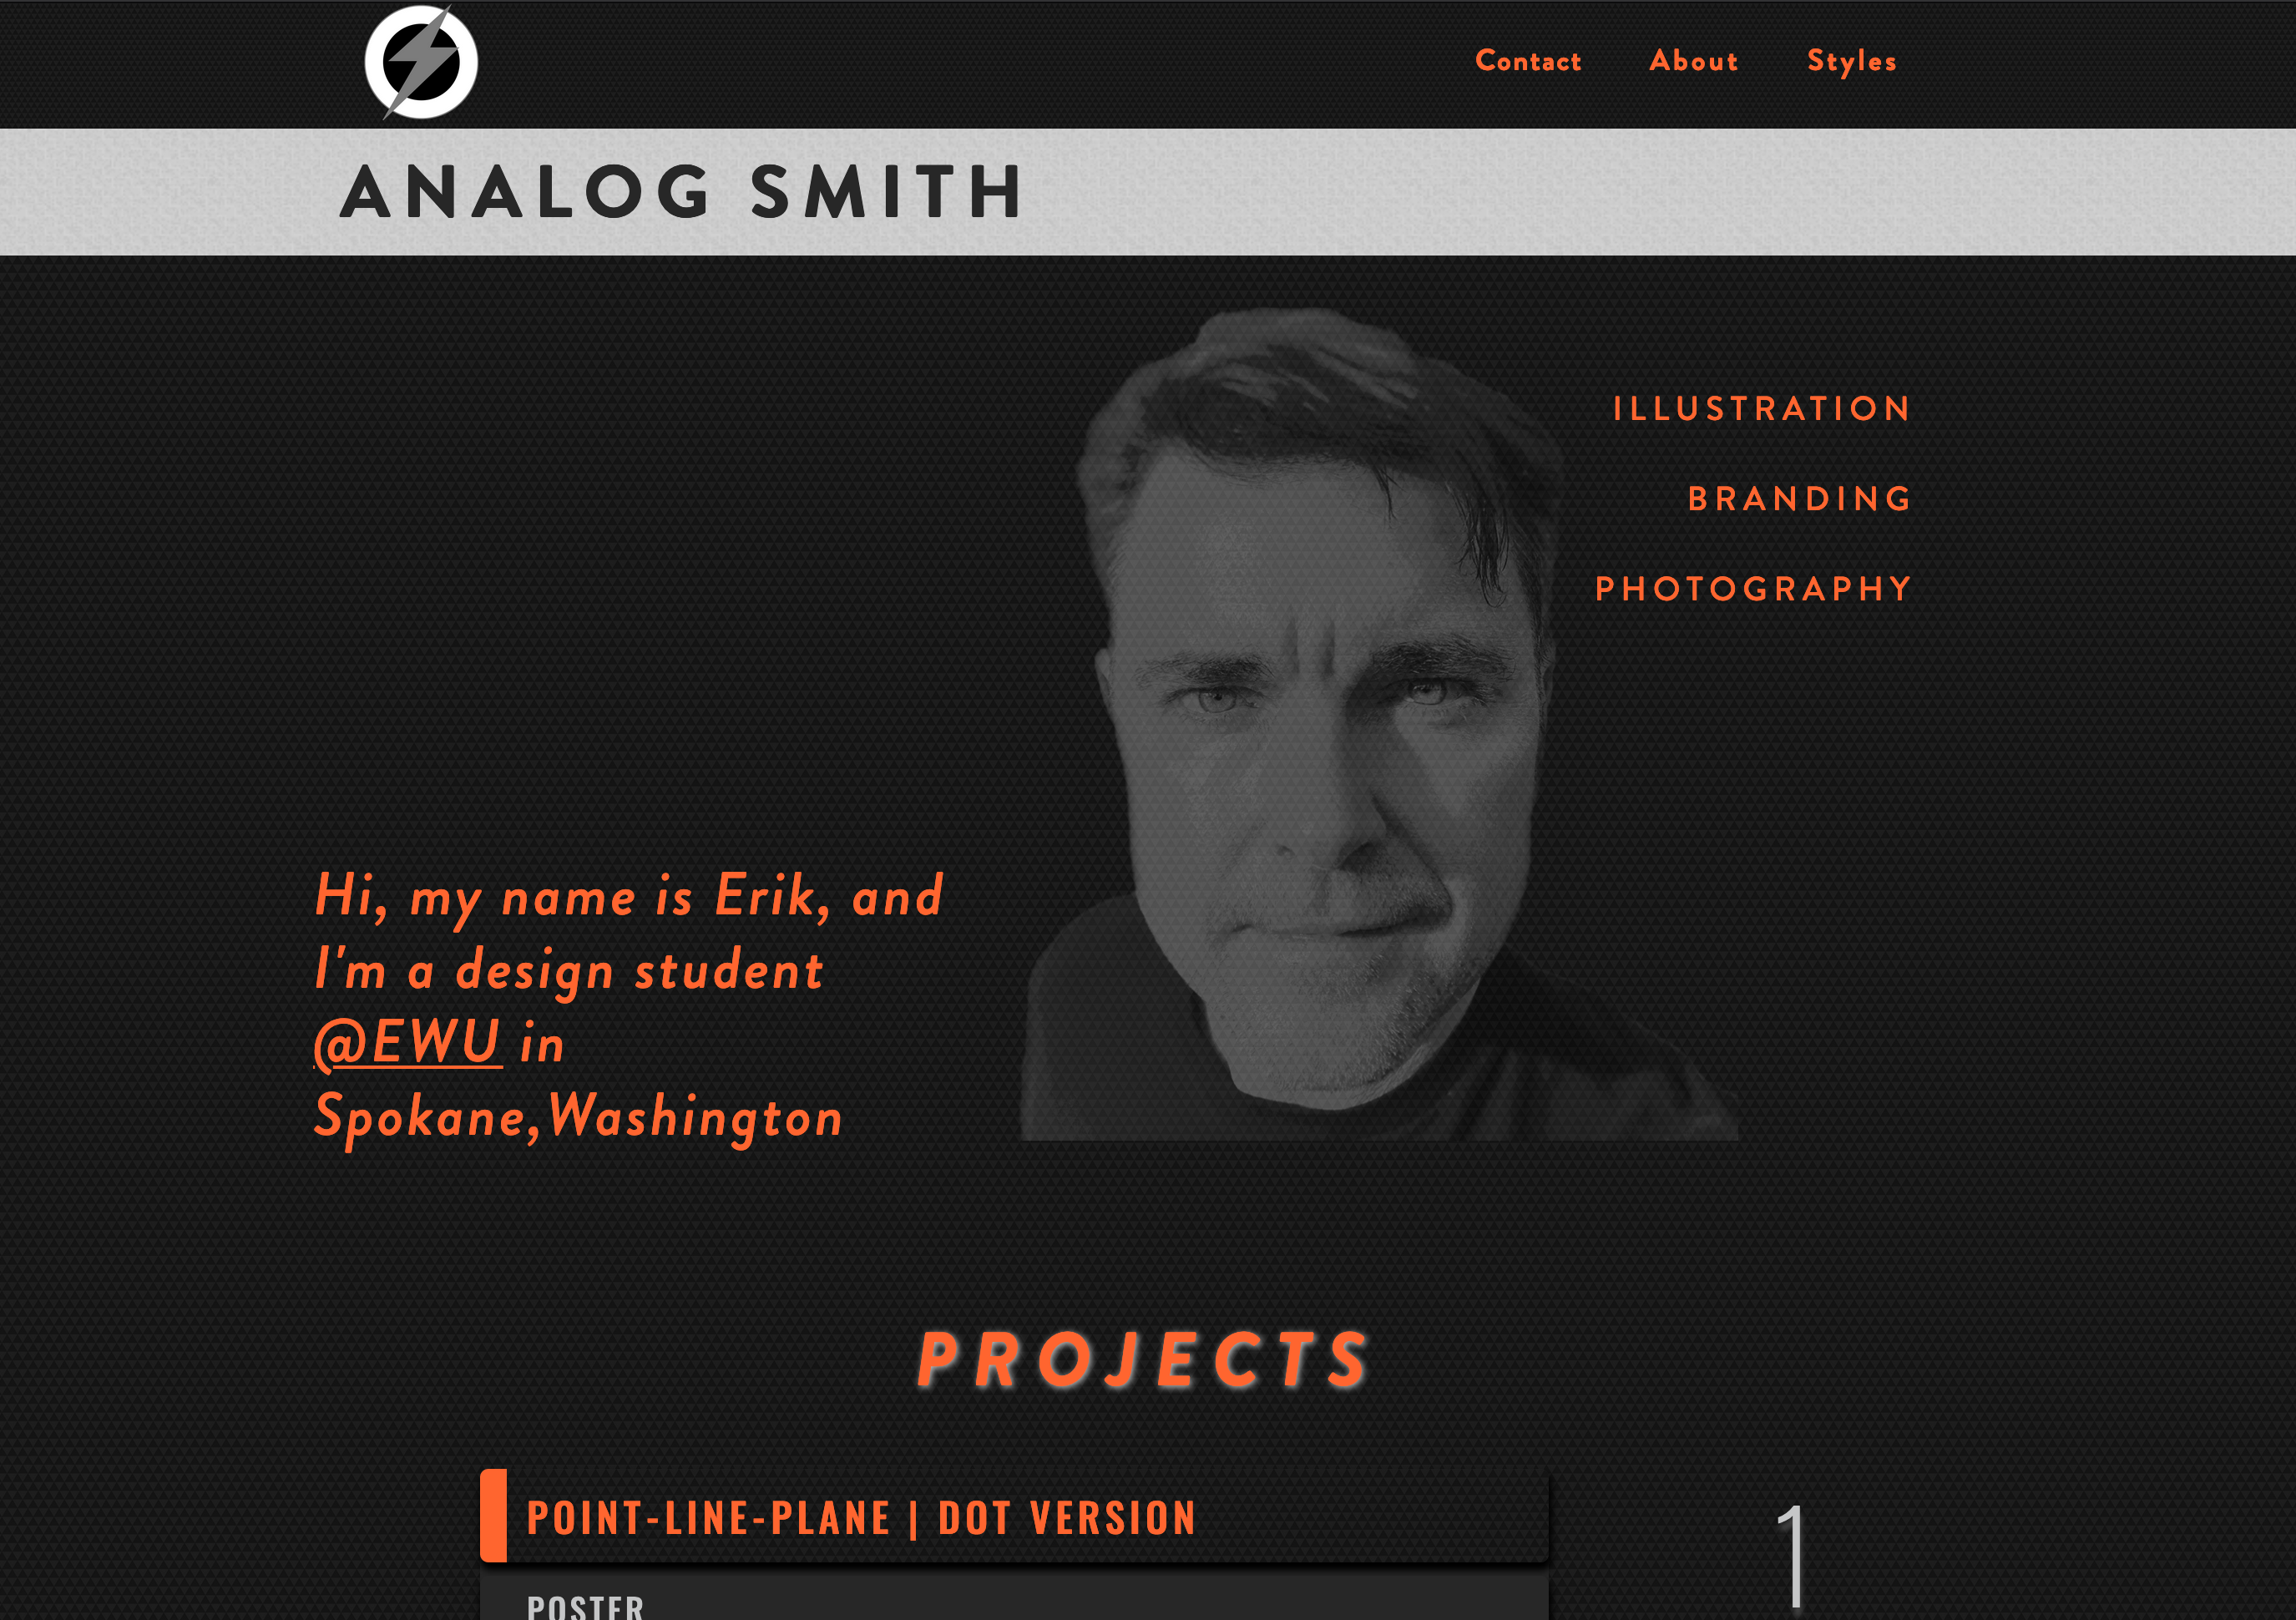 Contact About Styles
ANALOG SMITH
ILLUSTRATION
BRANDING
PHOTOGRAPHY
Hi, my name is Erik, and
I'm a design student
@EWU in
Spokane,Washington
PROJECTS
POINT-LINE-PLANE | DOT VERSION
1
POSTER